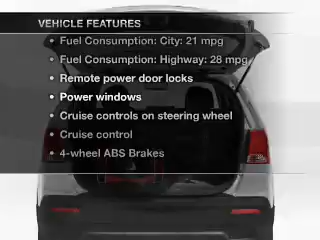 VEHICLE FEATURES
• Fuel Consumption: City: 21 mpg
• Fuel Consumption: Highway: 28 mpg
• Remote power door locks
• Power windows
• Cruise controls on steering wheel
• Cruise control
• 4-wheel ABS Brakes